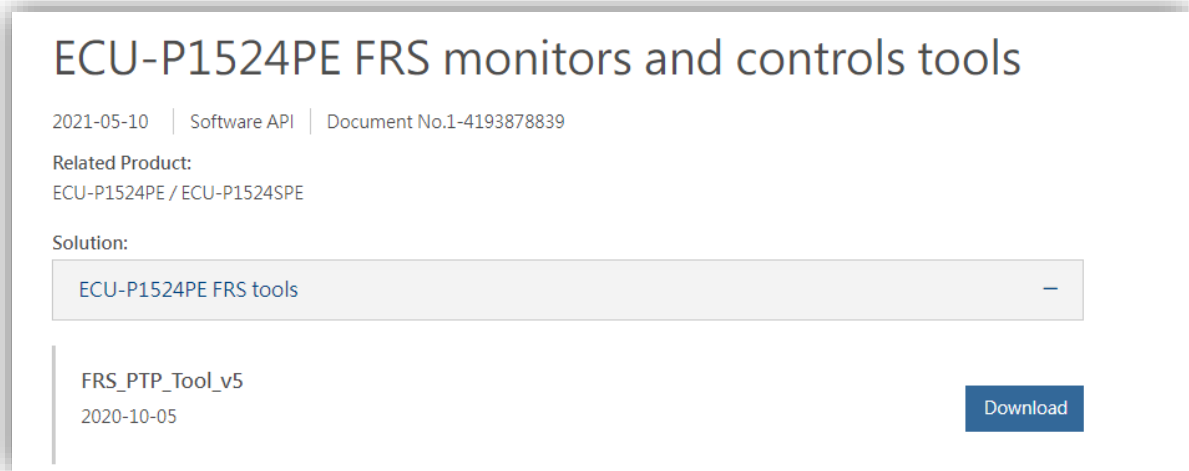 ECU-P1524PE FRS monitors and controls tools
2021-05-10 Software API Document No.1-4193878839
Related Product:
ECU-P1524PE / ECU-P1524SPE
Solution:
ECU-P1524PE FRS tools
FRS_PTP_Tool_v5
2020-10-05
Download